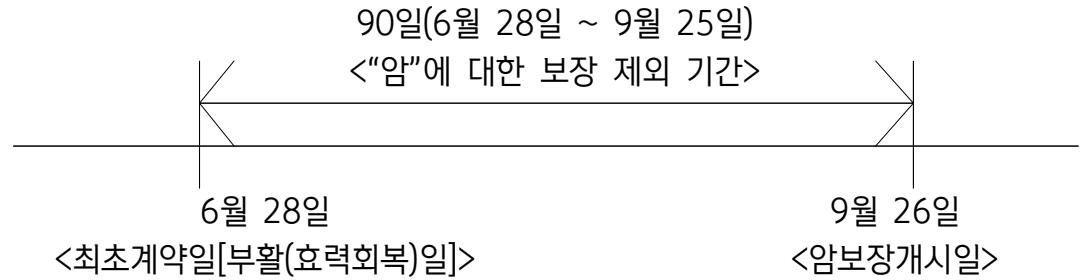 90일(6월 28일 ~ 9월 25일)
<“암”에 대한 보장 제외 기간>
6월 28일
<최초계약일[부활(효력회복)일]>
9월 26일
<암보장개시일>